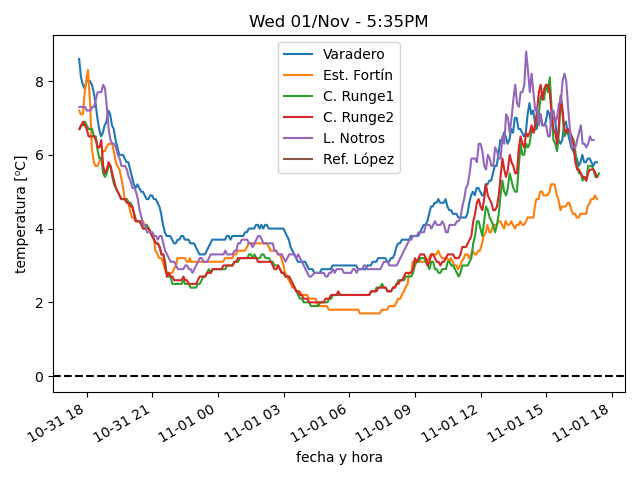 Wed 01/Nov - 5:35PM
Varadero
Est. Fortín
C. Runge1
C. Runge2
L. Notros
Ref. López
temperatura [°C]
8
6
4
2
0
10-31 18
10-31 21
11-01 00
11-01 03
11-01 06
11-01 09
11-01 12
11-01 15
11-01 18
fecha y hora